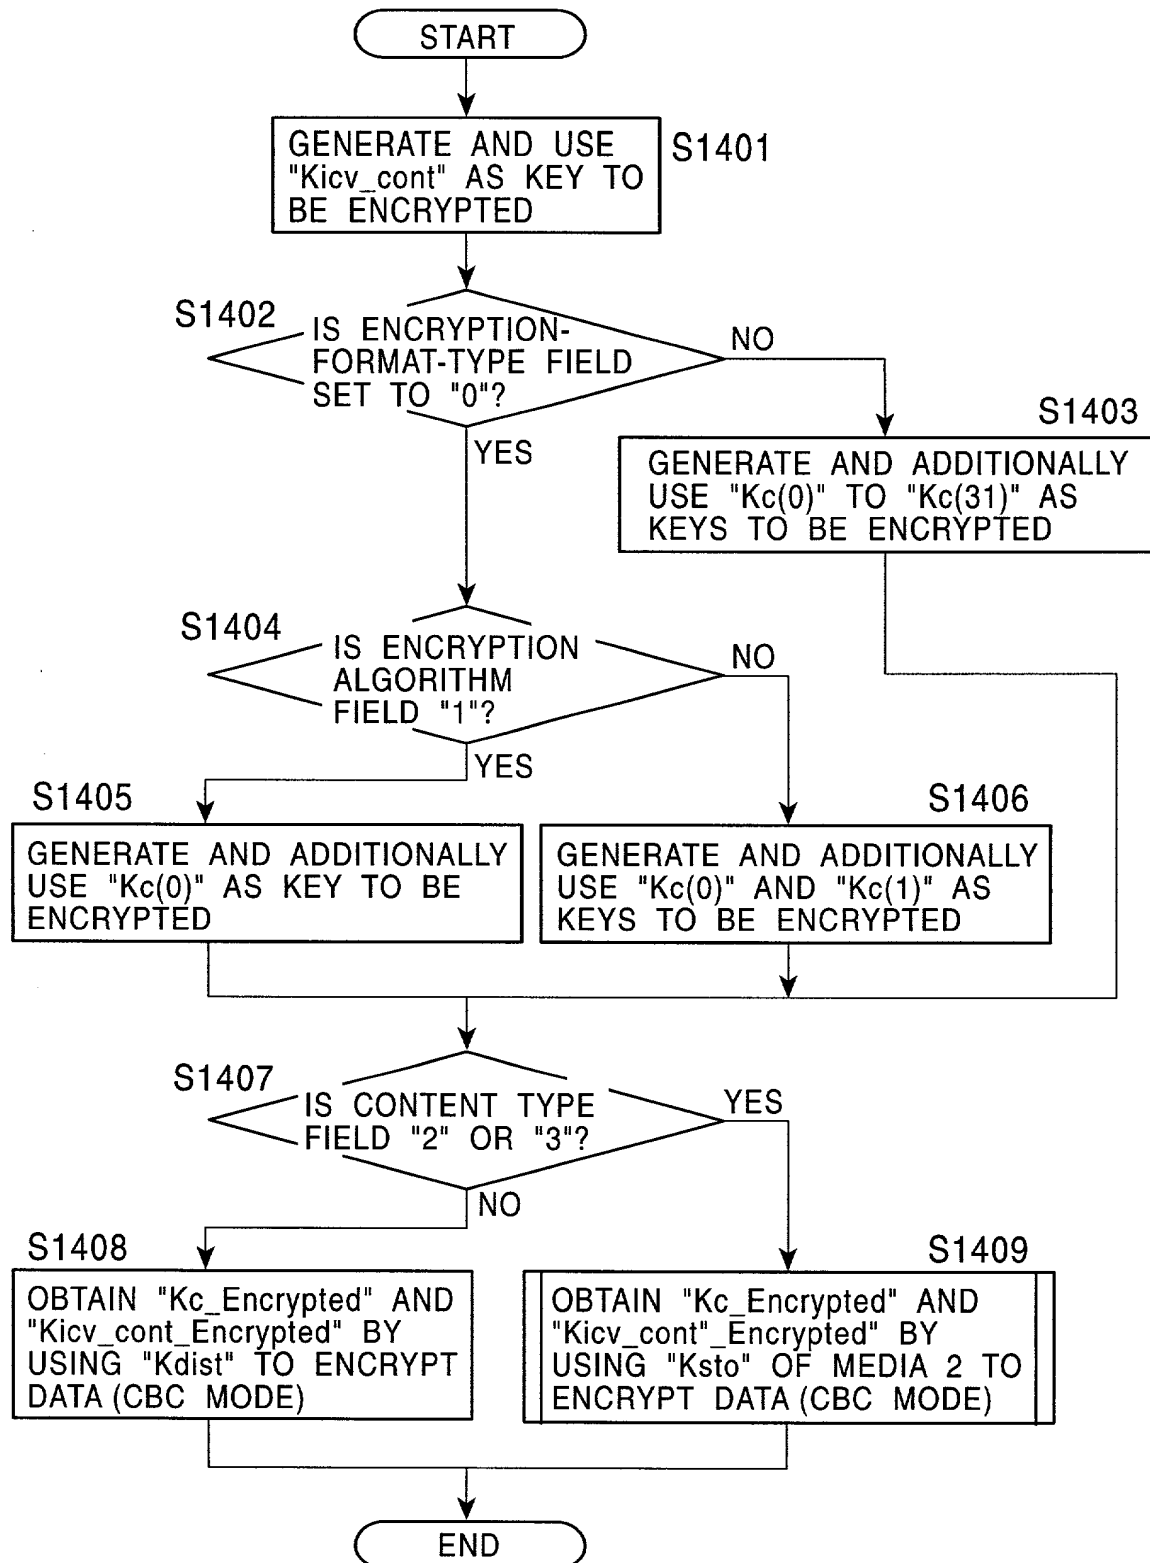 START
GENERATE AND USE
"Kicv_cont" AS KEY TO
BE ENCRYPTED
S1401
S1402
IS ENCRYPTION-
FORMAT-TYPE FIELD
SET TO "0"?
NO
YES
S1403
GENERATE AND ADDITIONALLY
USE "Kc(0)" TO "Kc(31)" AS
KEYS TO BE ENCRYPTED
S1404
IS ENCRYPTION
ALGORITHM
FIELD "1"?
NO
YES
S1405
GENERATE AND ADDITIONALLY
USE "Kc(0)" AS KEY TO BE
ENCRYPTED
S1406
GENERATE AND ADDITIONALLY
USE "Kc(0)" AND "Kc(1)" AS
KEYS TO BE ENCRYPTED
S1407
IS CONTENT TYPE
FIELD "2" OR "3"?
YES
NO
S1408
OBTAIN "Kc_Encrypted" AND
"Kicv_cont_Encrypted" BY
USING "Kdist" TO ENCRYPT
DATA (CBC MODE)
S1409
OBTAIN "Kc_Encrypted" AND
"Kicv_cont"_Encrypted" BY
USING "Ksto" OF MEDIA 2 TO
ENCRYPT DATA (CBC MODE)
END